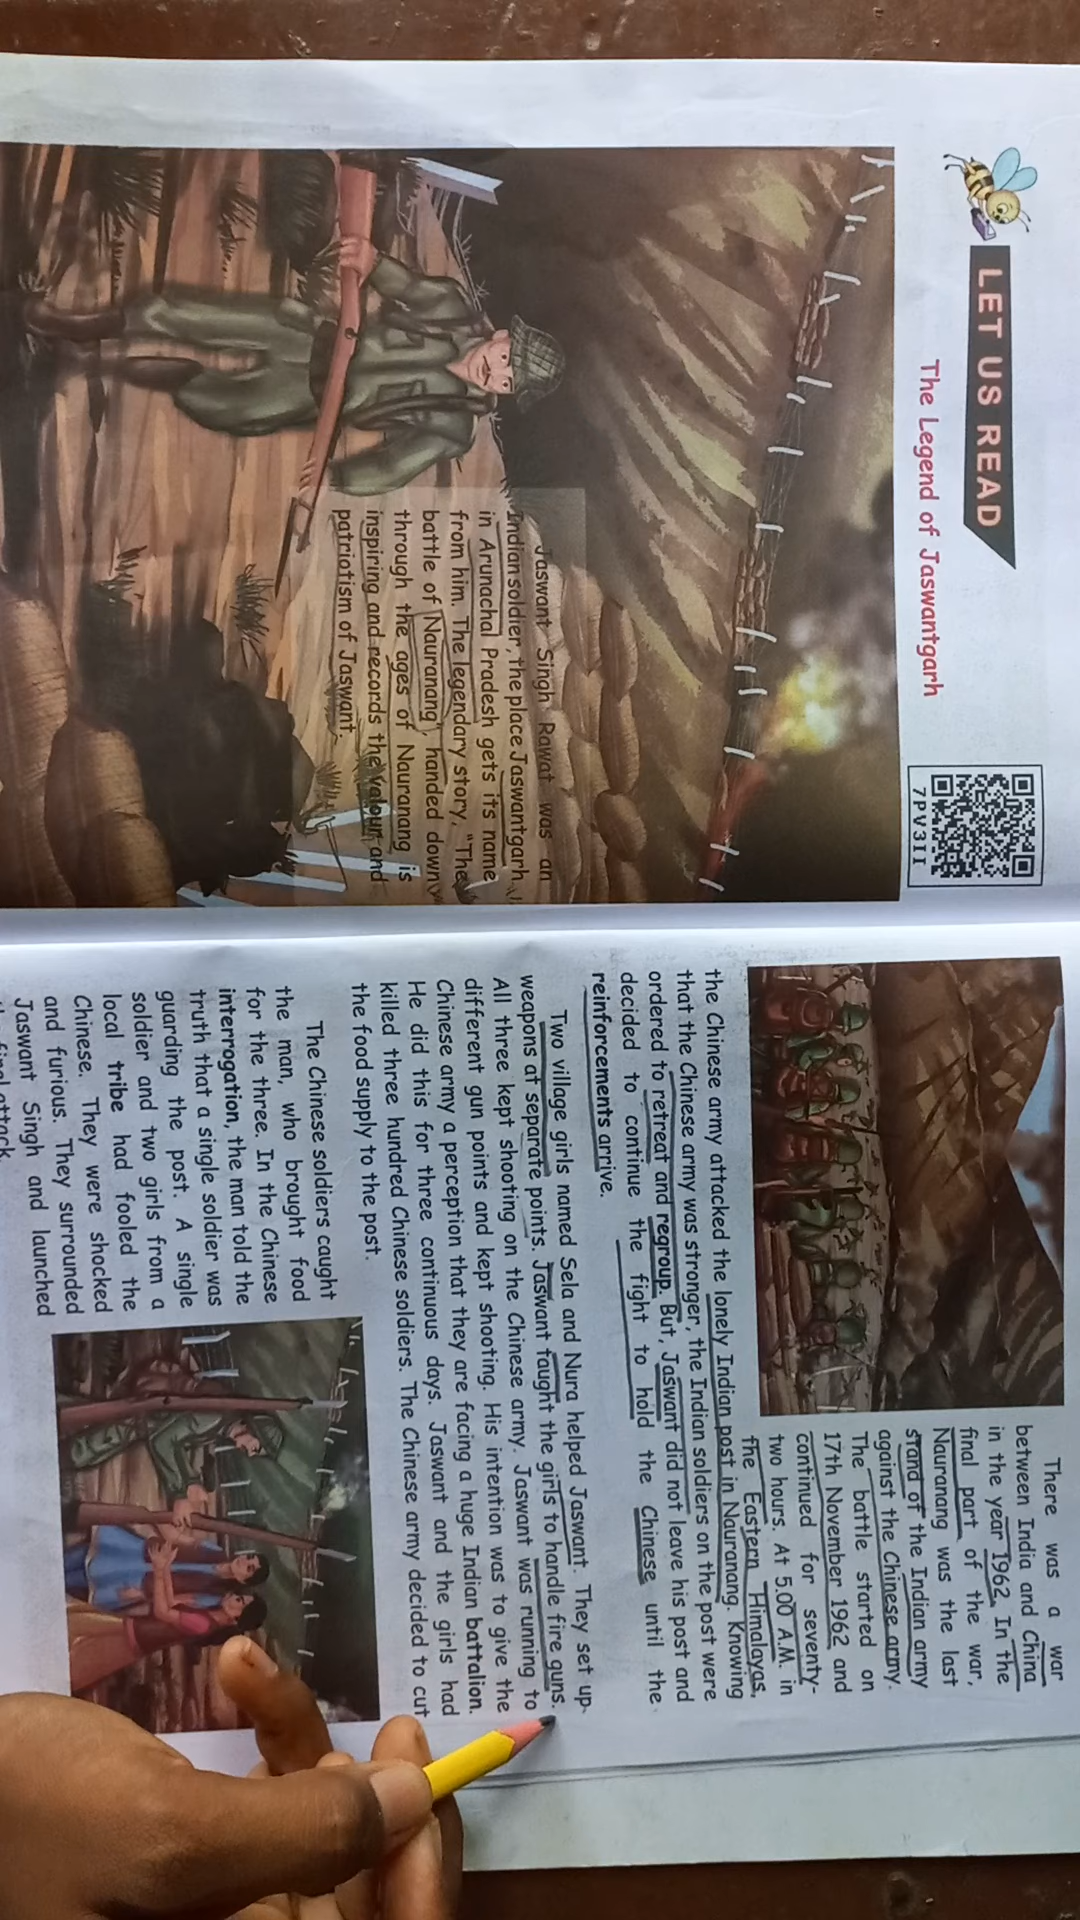 LET US READ
The Legend of Jaswantgarh
7PV3II
Jaswant Singh Rawat was an
Indian soldier, the place Jaswantgarh
in Arunachal Pradesh gets its name
from him. The legendary story, "The
battle of Nauranang" handed down
through the ages of Nauranang is
inspiring and records the valour and
patriotism of Jaswant.
There was a war
between India and China
in the year 1962. In the
final part of the war,
Nauranang was the last
stand of the Indian army
against the Chinese army.
The battle started on
17th November 1962 and
continued for seventy-
two hours. At 5.00 A.M. in
the Eastern Himalayas,
the Chinese army attacked the lonely Indian post in Nauranang. Knowing
that the Chinese army was stronger, the Indian soldiers on the post were
ordered to retreat and regroup. But, Jaswant did not leave his post and
decided to continue the fight to hold the Chinese until the
reinforcements arrive.
Two village girls named Sela and Nura helped Jaswant. They set up
weapons at separate points. Jaswant taught the girls to handle fire guns.
All three kept shooting on the Chinese army. Jaswant was running to
different gun points and kept shooting. His intention was to give the
Chinese army a perception that they are facing a huge Indian battalion.
He did this for three continuous days. Jaswant and the girls had
killed three hundred Chinese soldiers. The Chinese army decided to cut
the food supply to the post.
The Chinese soldiers caught
the man, who brought food
for the three. In the Chinese
interrogation, the man told the
truth that a single soldier was
guarding the post. A single
soldier and two girls from a
local tribe had fooled the
Chinese. They were shocked
and furious. They surrounded
Jaswant Singh and launched
final attack